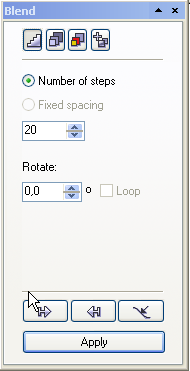 Blend
Number of steps
Fixed spacing
20
Rotate:
0,0 o Loop
Apply